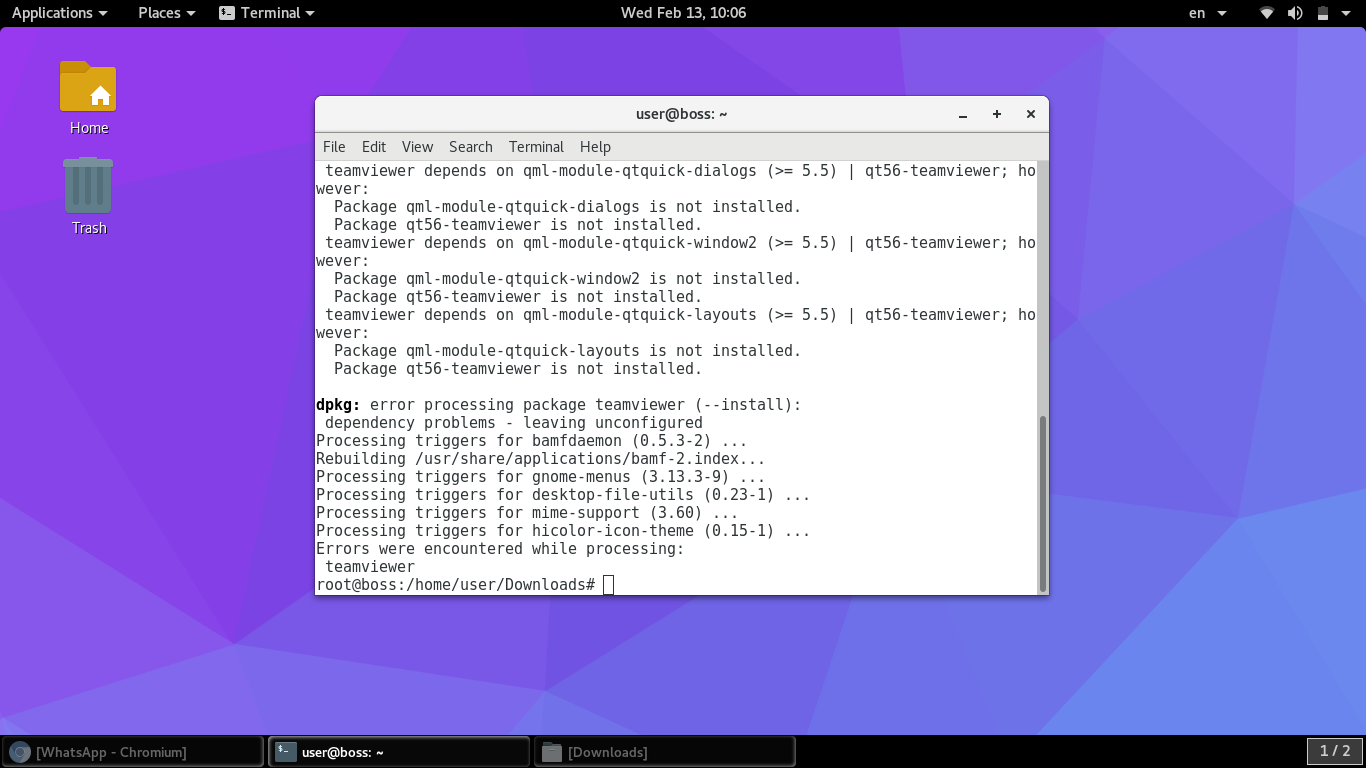 Applications Places Terminal Wed Feb 13, 10:06 en
Home
Trash
user@boss: ~
File Edit View Search Terminal Help
teamviewer depends on qml-module-qtquick-dialogs (>= 5.5) | qt56-teamviewer; ho
wever:
Package qml-module-qtquick-dialogs is not installed.
Package qt56-teamviewer is not installed.
teamviewer depends on qml-module-qtquick-window2 (>= 5.5) | qt56-teamviewer; ho
wever:
Package qml-module-qtquick-window2 is not installed.
Package qt56-teamviewer is not installed.
teamviewer depends on qml-module-qtquick-layouts (>= 5.5) | qt56-teamviewer; ho
wever:
Package qml-module-qtquick-layouts is not installed.
Package qt56-teamviewer is not installed.
dpkg: error processing package teamviewer (--install):
dependency problems - leaving unconfigured
Processing triggers for bamfdaemon (0.5.3-2) ...
Rebuilding /usr/share/applications/bamf-2.index...
Processing triggers for gnome-menus (3.13.3-9) ...
Processing triggers for desktop-file-utils (0.23-1) ...
Processing triggers for mime-support (3.60) ...
Processing triggers for hicolor-icon-theme (0.15-1) ...
Errors were encountered while processing:
teamviewer
root@boss:/home/user/Downloads#
[WhatsApp - Chromium] user@boss: ~ [Downloads] 1 / 2